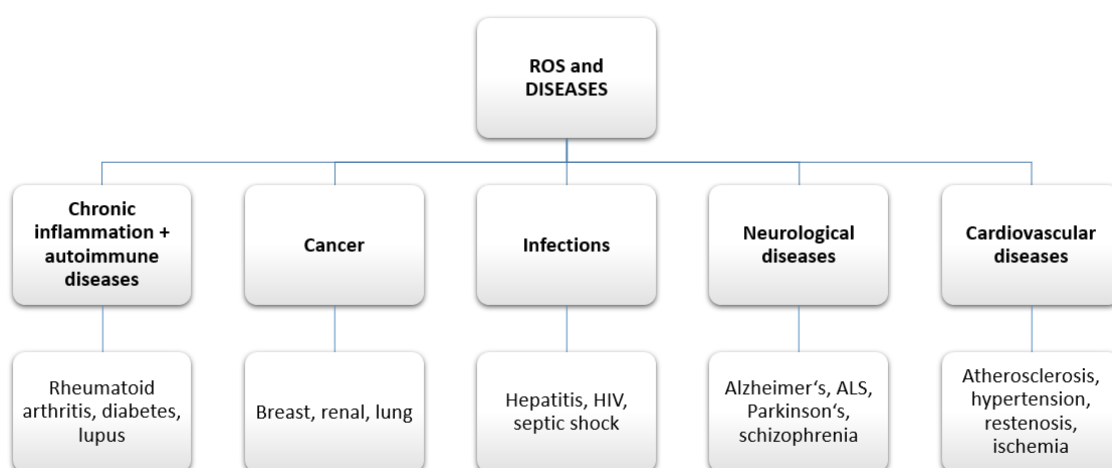 ROS and
DISEASES
Chronic
inflammation +
autoimmune
diseases
Cancer
Infections
Neurological
diseases
Cardiovascular
diseases
Rheumatoid
arthritis, diabetes,
lupus
Breast, renal, lung
Hepatitis, HIV,
septic shock
Alzheimer‘s, ALS,
Parkinson‘s,
schizophrenia
Atherosclerosis,
hypertension,
restenosis,
ischemia